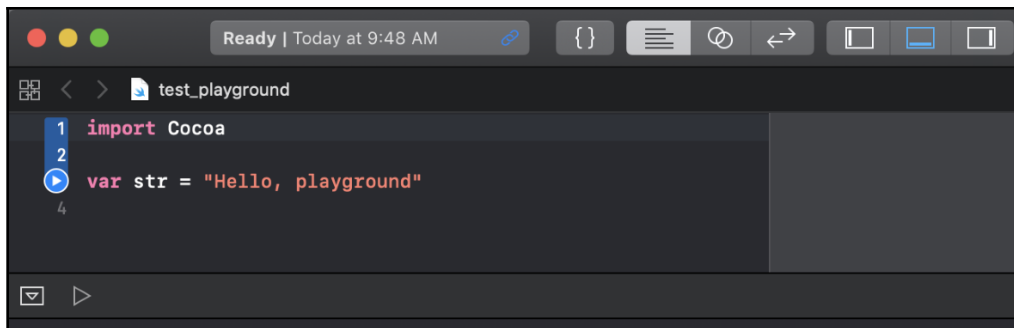 Ready | Today at 9:48 AM
{}
test_playground
1 import Cocoa
2
var str = "Hello, playground"
4